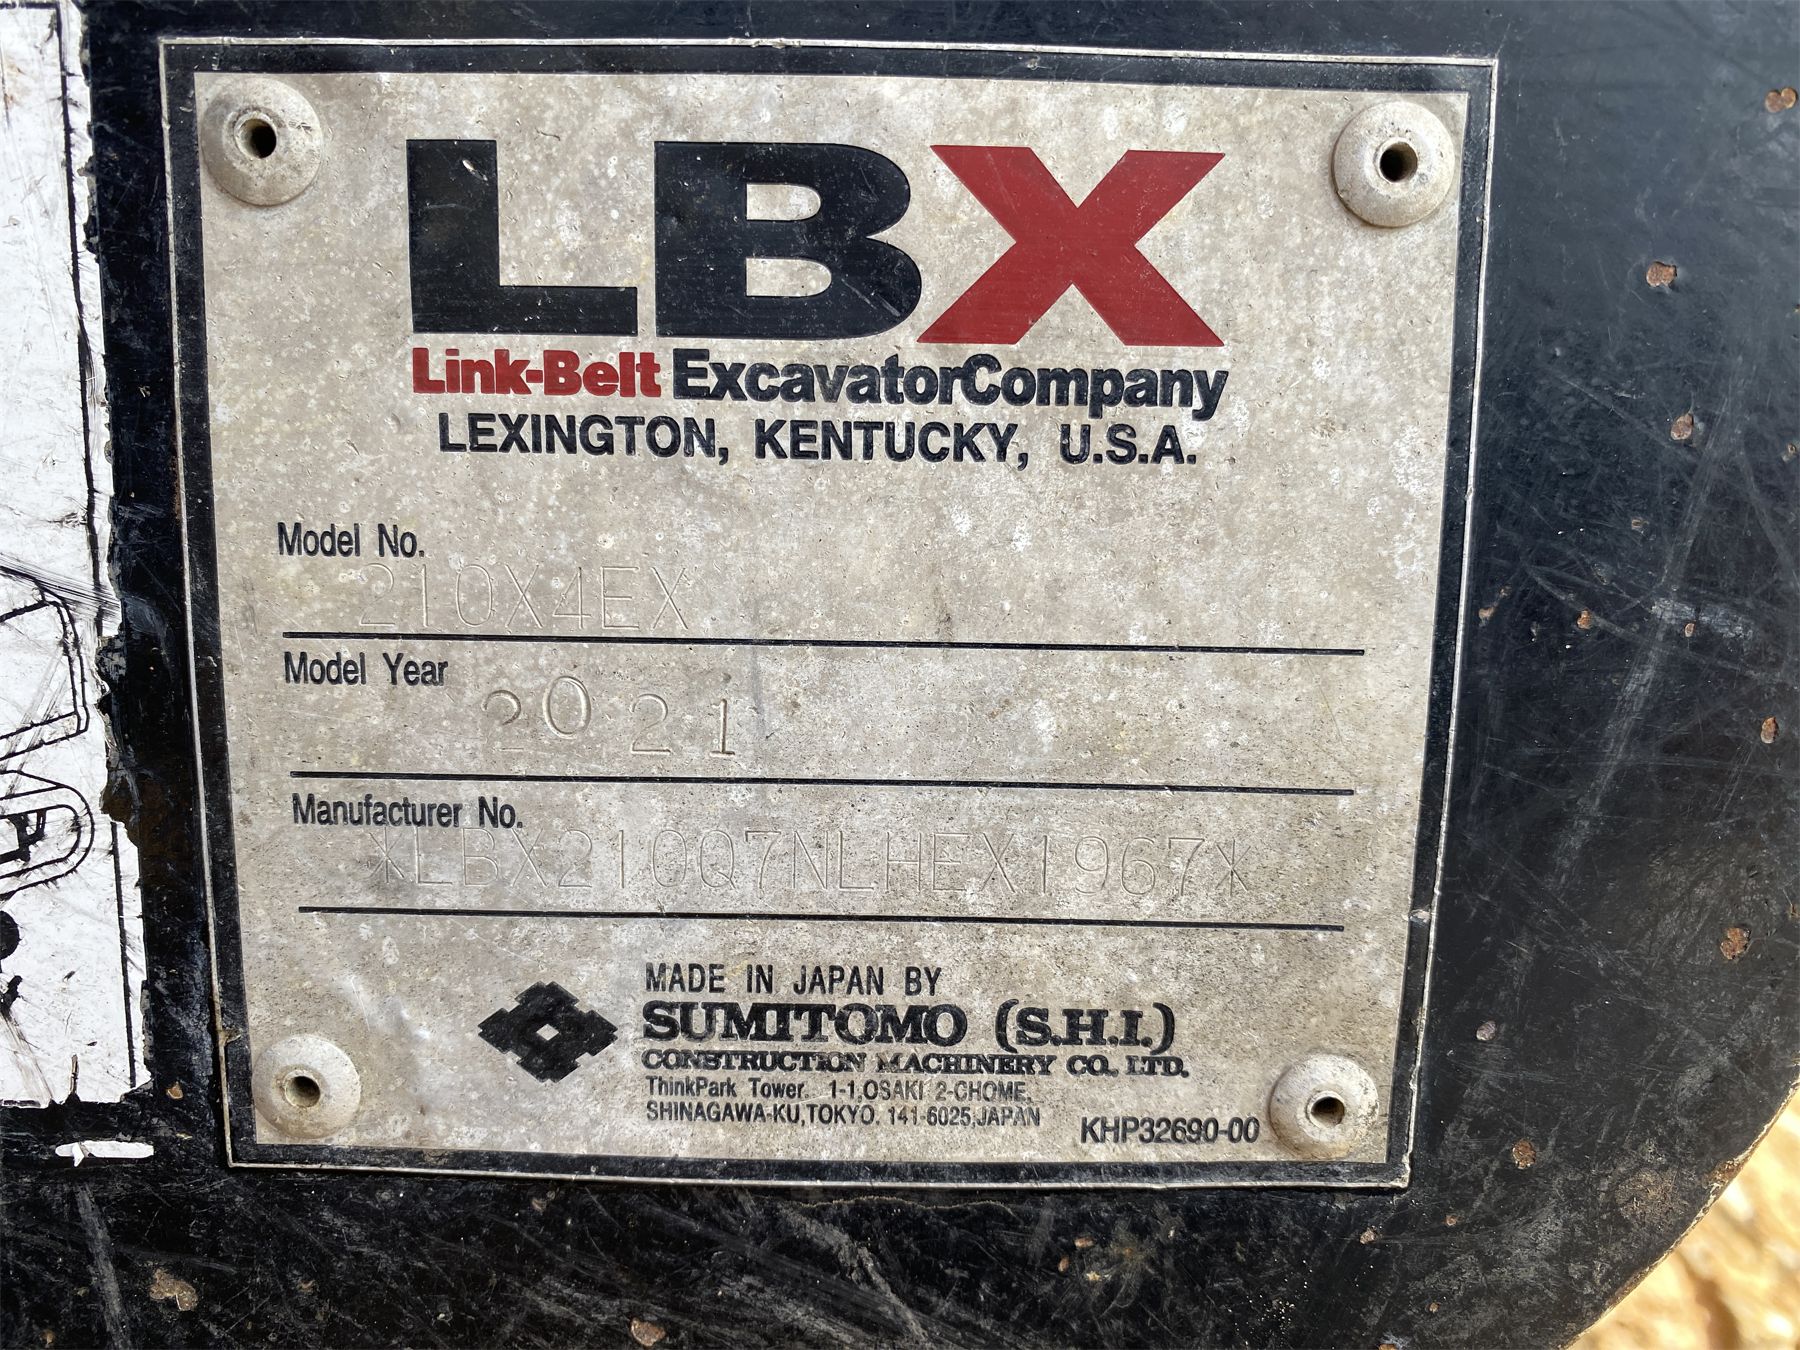 LBX
Link-Belt ExcavatorCompany
LEXINGTON, KENTUCKY, U.S.A.
Model No.
210X4EX
Model Year
2021
Manufacturer No.
*LBX210Q7NLHEX1967*
MADE IN JAPAN BY
SUMITOMO (S.H.I.)
CONSTRUCTION MACHINERY CO. LTD.
ThinkPark Tower. 1-1,OSAKI 2-CHOME.
SHINAGAWA-KU,TOKYO. 141-6025,JAPAN
KHP32690-00